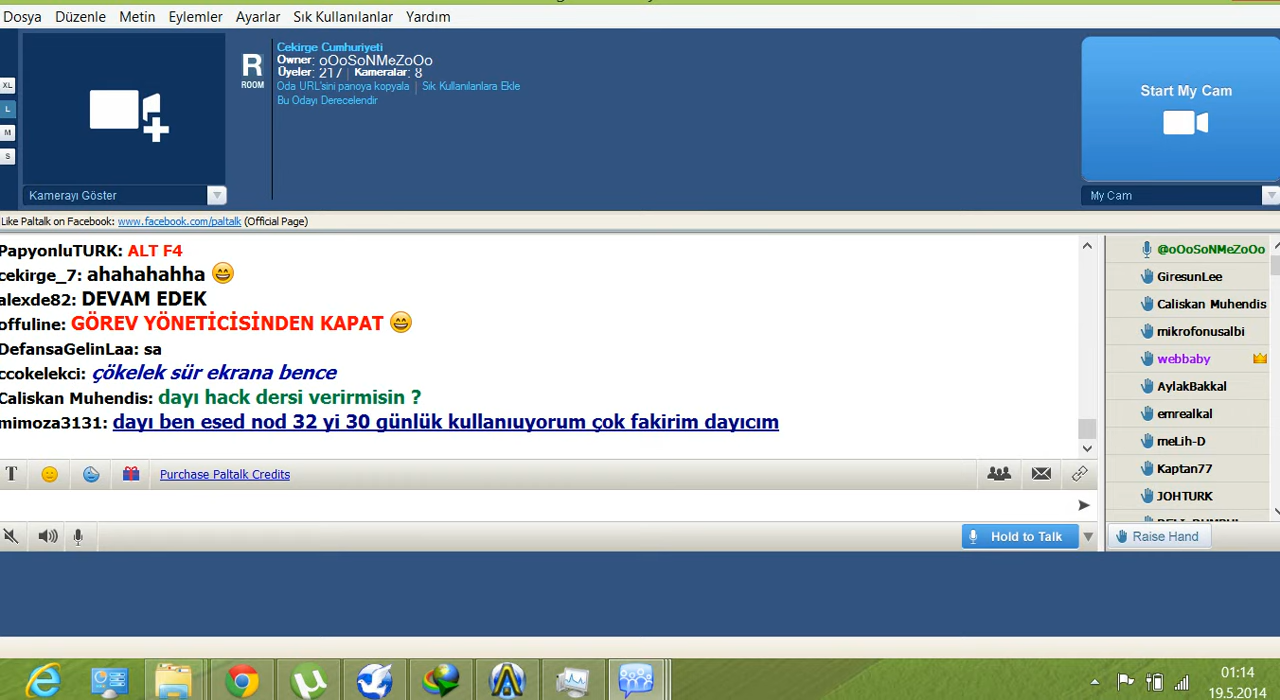 Dosya Düzenle Metin Eylemler Ayarlar Sık Kullanılanlar Yardım
XL
L
M
S
Kamerayı Göster
R
ROOM
Cekirge Cumhuriyeti
Owner: oOoSoNMeZoOo
Üyeler: 217 | Kameralar: 8
Oda URL'sini panoya kopyala | Sık Kullanılanlara Ekle
Bu Odayı Derecelendir
Start My Cam
My Cam
Like Paltalk on Facebook: www.facebook.com/paltalk (Official Page)
PapyonluTURK: ALT F4
cekirge_7: ahahahahha
alexde82: DEVAM EDEK
offuline: GÖREV YÖNETİCİSİNDEN KAPAT
DefansaGelinLaa: sa
ccokelekci: çökelek sür ekrana bence
Caliskan Muhendis: dayı hack dersi verirmisin ?
mimoza3131: dayı ben esed nod 32 yi 30 günlük kullanıuyorum çok fakirim dayıcım
@oOoSoNMeZoOo
GiresunLee
Caliskan Muhendis
mikrofonusalbi
webbaby
AylakBakkal
emrealkal
meLih-D
Kaptan77
JOHTURK
T
Purchase Paltalk Credits
Hold to Talk
Raise Hand
01:14
19.5.2014